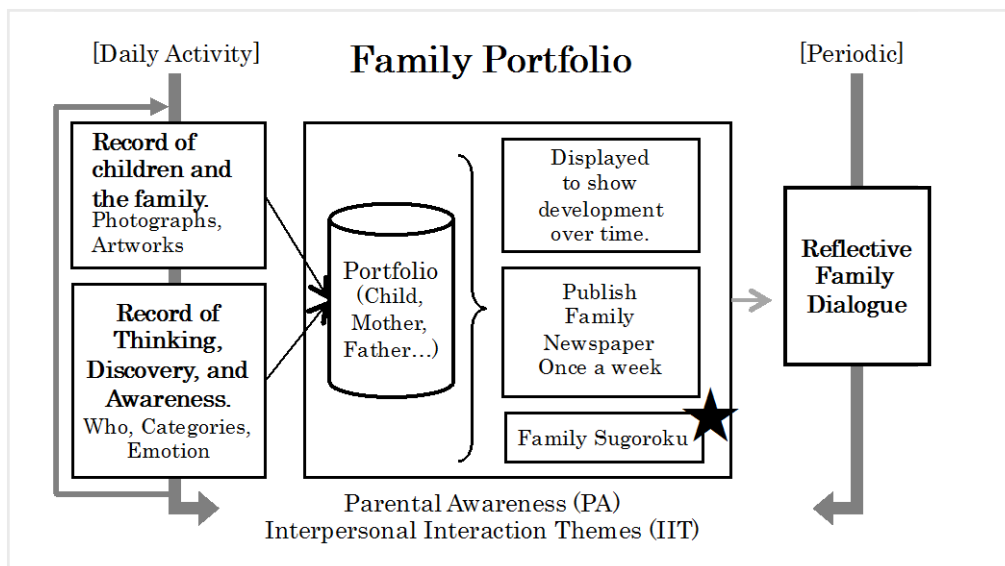 [Daily Activity]
Family Portfolio
[Periodic]
Record of
children and
the family.
Photographs,
Artworks
Record of
Thinking,
Discovery, and
Awareness.
Who, Categories,
Emotion
Portfolio
(Child,
Mother,
Father...)
Displayed
to show
development
over time.
Publish
Family
Newspaper
Once a week
Family Sugoroku
Reflective
Family
Dialogue
Parental Awareness (PA)
Interpersonal Interaction Themes (IIT)